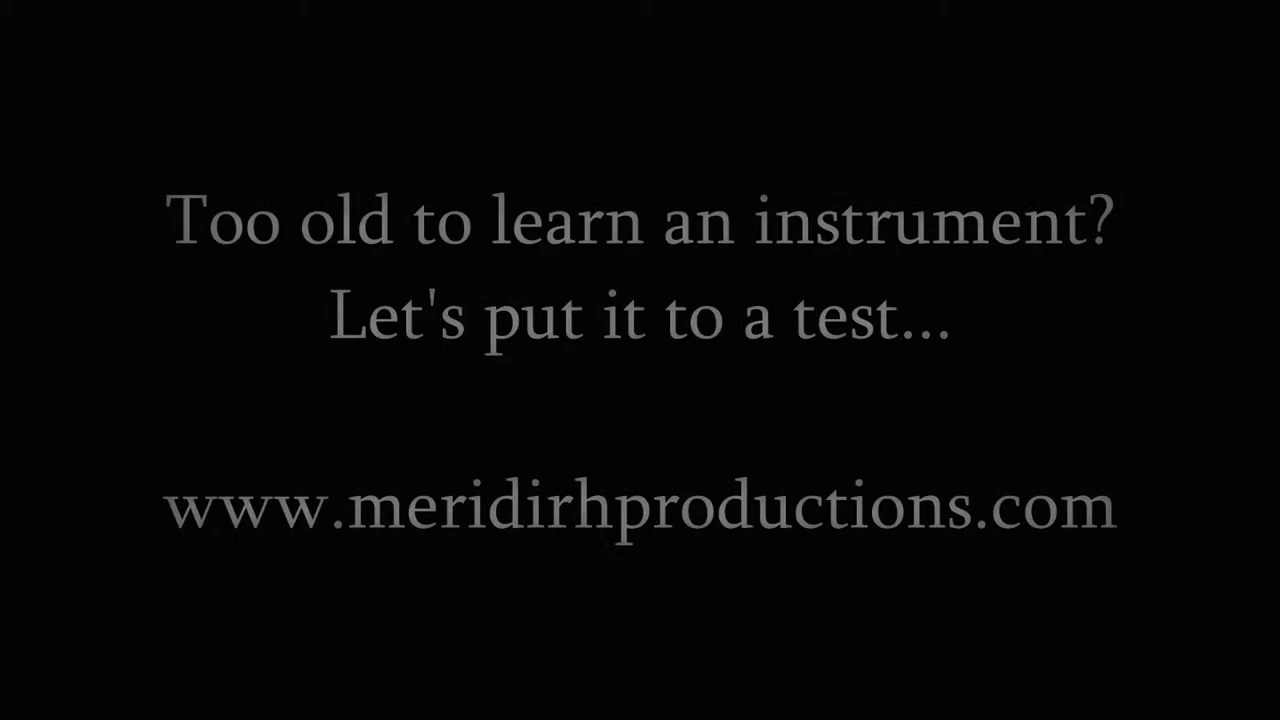 Too old to learn an instrument?
Let's put it to a test...
www.meridirhproductions.com